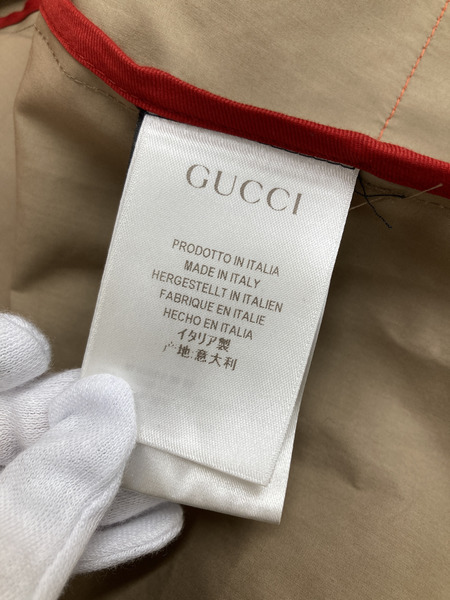 GUCCI
PRODOTTO IN ITALIA
MADE IN ITALY
HERGESTELLT IN ITALIEN
FABRIQUE EN ITALIE
HECHO EN ITALIA
イタリア製
产地:意大利